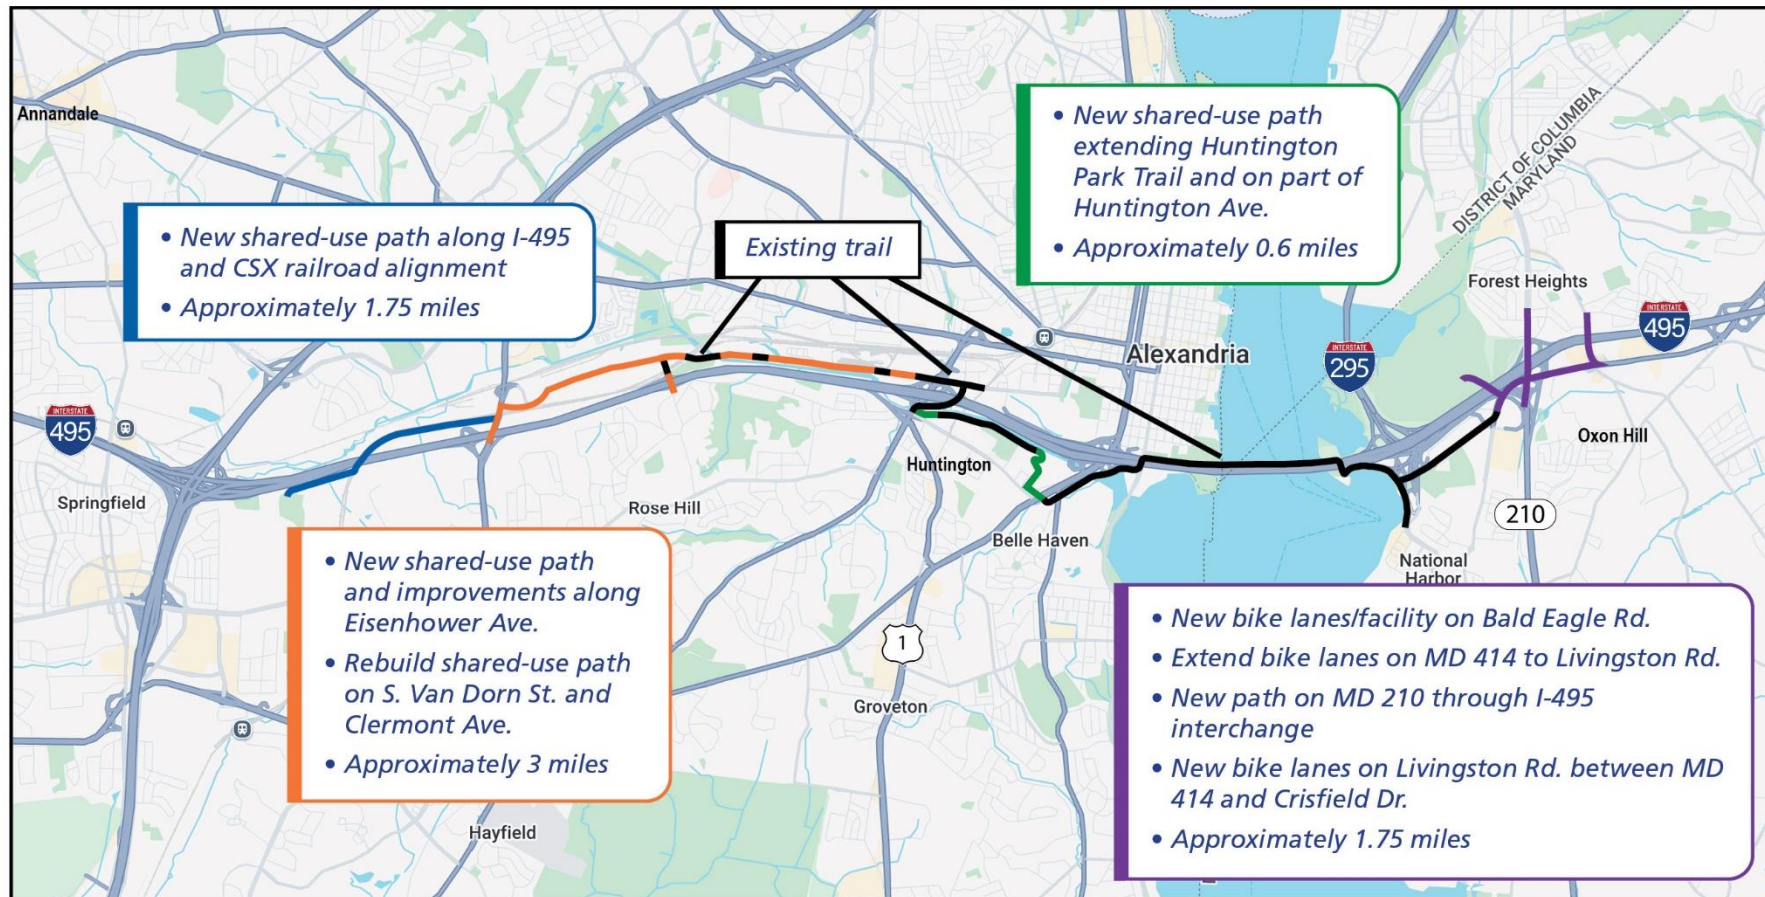 Annandale
• New shared-use path along I-495
and CSX railroad alignment
• Approximately 1.75 miles
Existing trail
• New shared-use path
extending Huntington
Park Trail and on part of
Huntington Ave.
• Approximately 0.6 miles
DISTRICT OF COLUMBIA
MARYLAND
Forest Heights
INTERSTATE
495
Alexandria
INTERSTATE
295
INTERSTATE
495
Springfield
Huntington
Oxon Hill
Rose Hill
210
Belle Haven
National
Harbor
• New shared-use path
and improvements along
Eisenhower Ave.
• Rebuild shared-use path
on S. Van Dorn St. and
Clermont Ave.
• Approximately 3 miles
1
Groveton
Hayfield
• New bike lanes/facility on Bald Eagle Rd.
• Extend bike lanes on MD 414 to Livingston Rd.
• New path on MD 210 through I-495
interchange
• New bike lanes on Livingston Rd. between MD
414 and Crisfield Dr.
• Approximately 1.75 miles